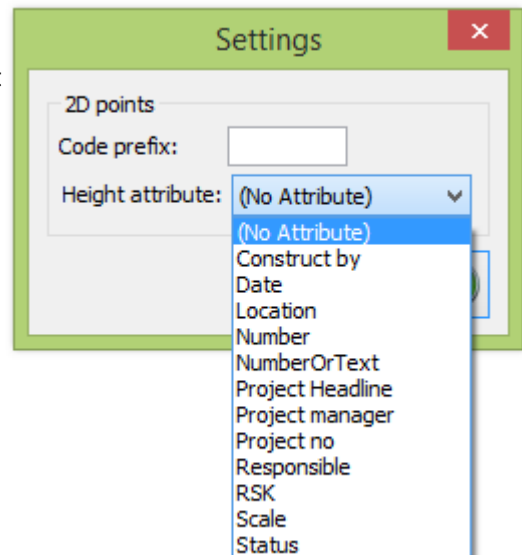 Settings
2D points
Code prefix:
Height attribute: (No Attribute)
(No Attribute)
Construct by
Date
Location
Number
NumberOrText
Project Headline
Project manager
Project no
Responsible
RSK
Scale
Status